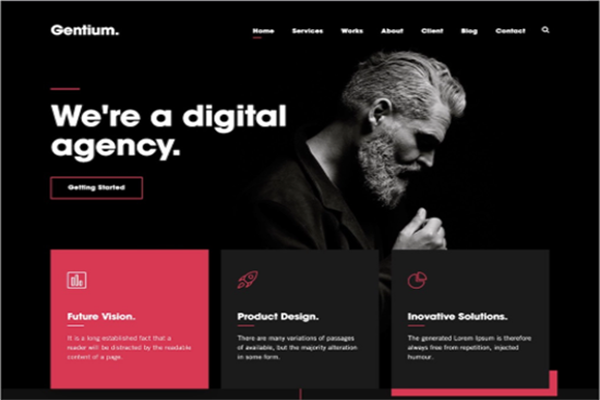 Gentium.
Home Services Works About Client Blog Contact
We're a digital
agency.
Getting Started
Future Vision.
It is a long established fact that a
reader will be distracted by the readable
content of a page.
Product Design.
There are many variations of passages
of available, but the majority alteration
in some form.
Inovative Solutions.
The generated Lorem Ipsum is therefore
always free from repetition, injected
humour.